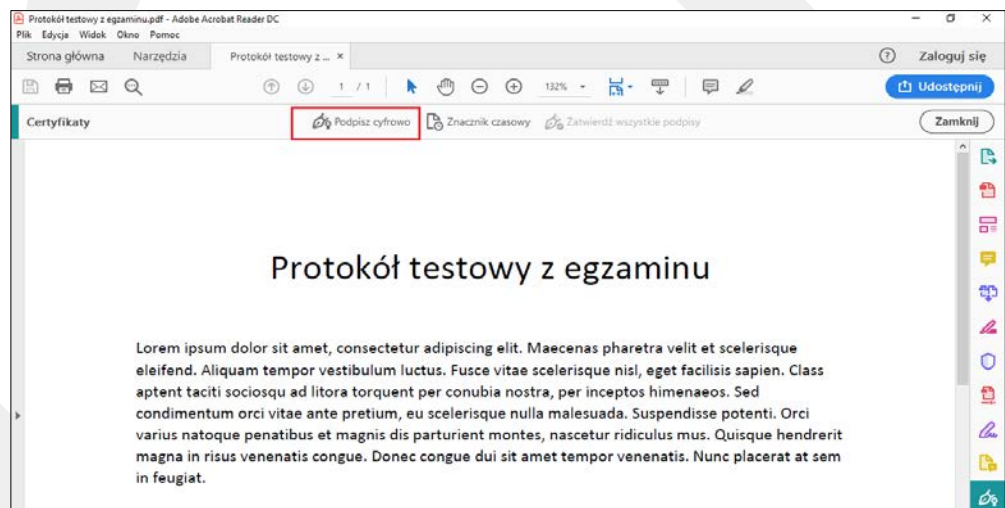 Protokół testowy z egzaminu.pdf - Adobe Acrobat Reader DC
Plik Edycja Widok Okno Pomoc
Strona główna Narzędzia Protokół testowy z ... × ? Zaloguj się
1 / 1 132% Udostępnij
Certyfikaty Podpisz cyfrowo Znacznik czasowy Zatwierdź wszystkie podpisy Zamknij
Protokół testowy z egzaminu
Lorem ipsum dolor sit amet, consectetur adipiscing elit. Maecenas pharetra velit et scelerisque
eleifend. Aliquam tempor vestibulum luctus. Fusce vitae scelerisque nisl, eget facilisis sapien. Class
aptent taciti sociosqu ad litora torquent per conubia nostra, per inceptos himenaeos. Sed
condimentum orci vitae ante pretium, eu scelerisque nulla malesuada. Suspendisse potenti. Orci
varius natoque penatibus et magnis dis parturient montes, nascetur ridiculus mus. Quisque hendrerit
magna in risus venenatis congue. Donec congue dui sit amet tempor venenatis. Nunc placerat at sem
in feugiat.